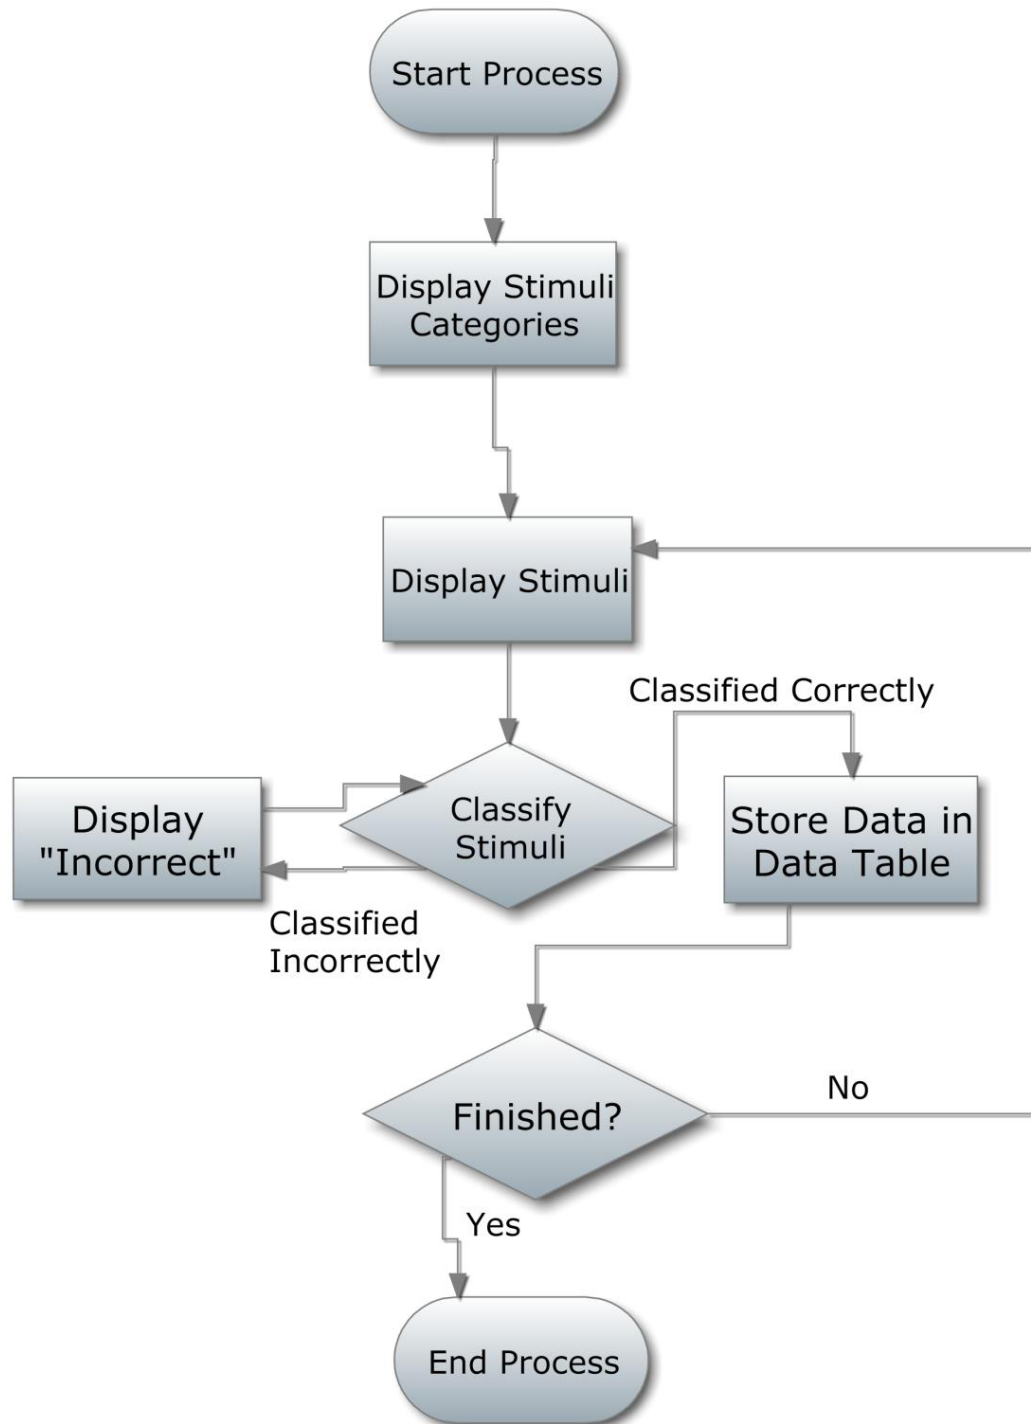 Start Process
Display Stimuli
Categories
Display Stimuli
Classified Correctly
Classify
Stimuli
Display
"Incorrect"
Store Data in
Data Table
Classified
Incorrectly
Finished?
No
Yes
End Process